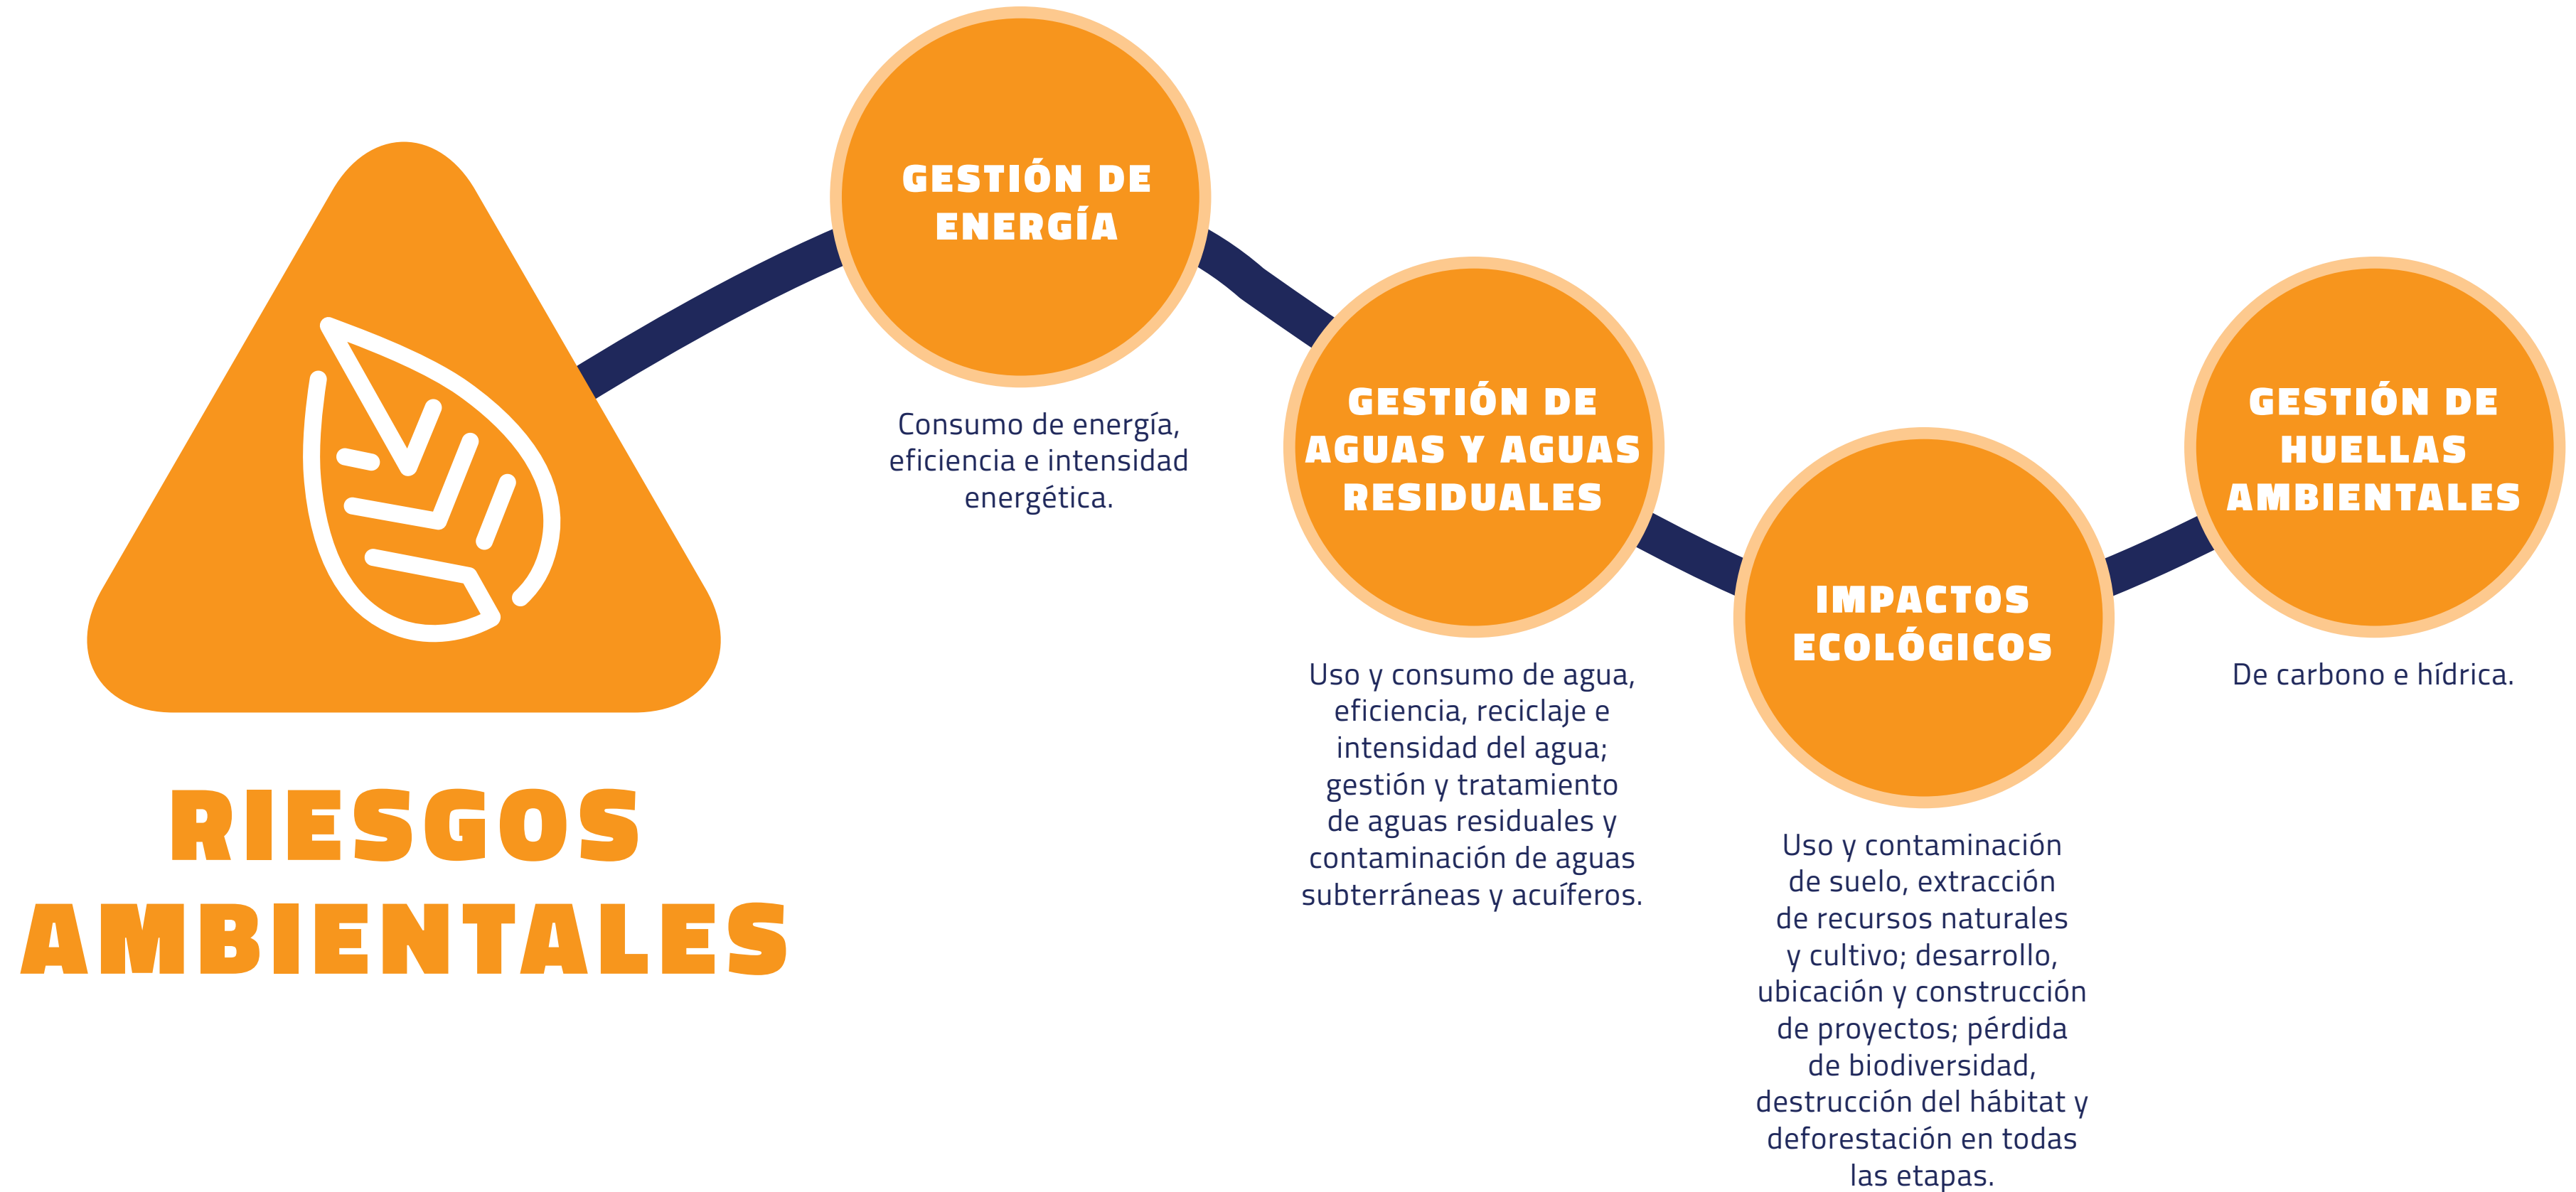 RIESGOS
AMBIENTALES
GESTIÓN DE
ENERGÍA
Consumo de energía,
eficiencia e intensidad
energética.
GESTIÓN DE
AGUAS Y AGUAS
RESIDUALES
Uso y consumo de agua,
eficiencia, reciclaje e
intensidad del agua;
gestión y tratamiento
de aguas residuales y
contaminación de aguas
subterráneas y acuíferos.
IMPACTOS
ECOLÓGICOS
Uso y contaminación
de suelo, extracción
de recursos naturales
y cultivo; desarrollo,
ubicación y construcción
de proyectos; pérdida
de biodiversidad,
destrucción del hábitat y
deforestación en todas
las etapas.
GESTIÓN DE
HUELLAS
AMBIENTALES
De carbono e hídrica.